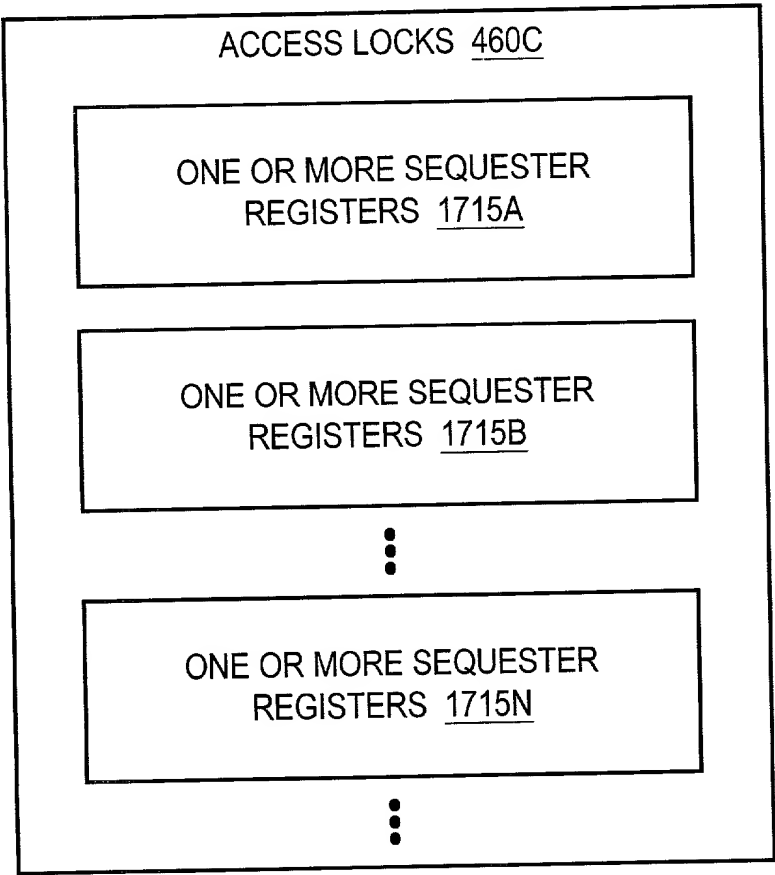 ACCESS LOCKS 460C
ONE OR MORE SEQUESTER
REGISTERS 1715A
ONE OR MORE SEQUESTER
REGISTERS 1715B
ONE OR MORE SEQUESTER
REGISTERS 1715N